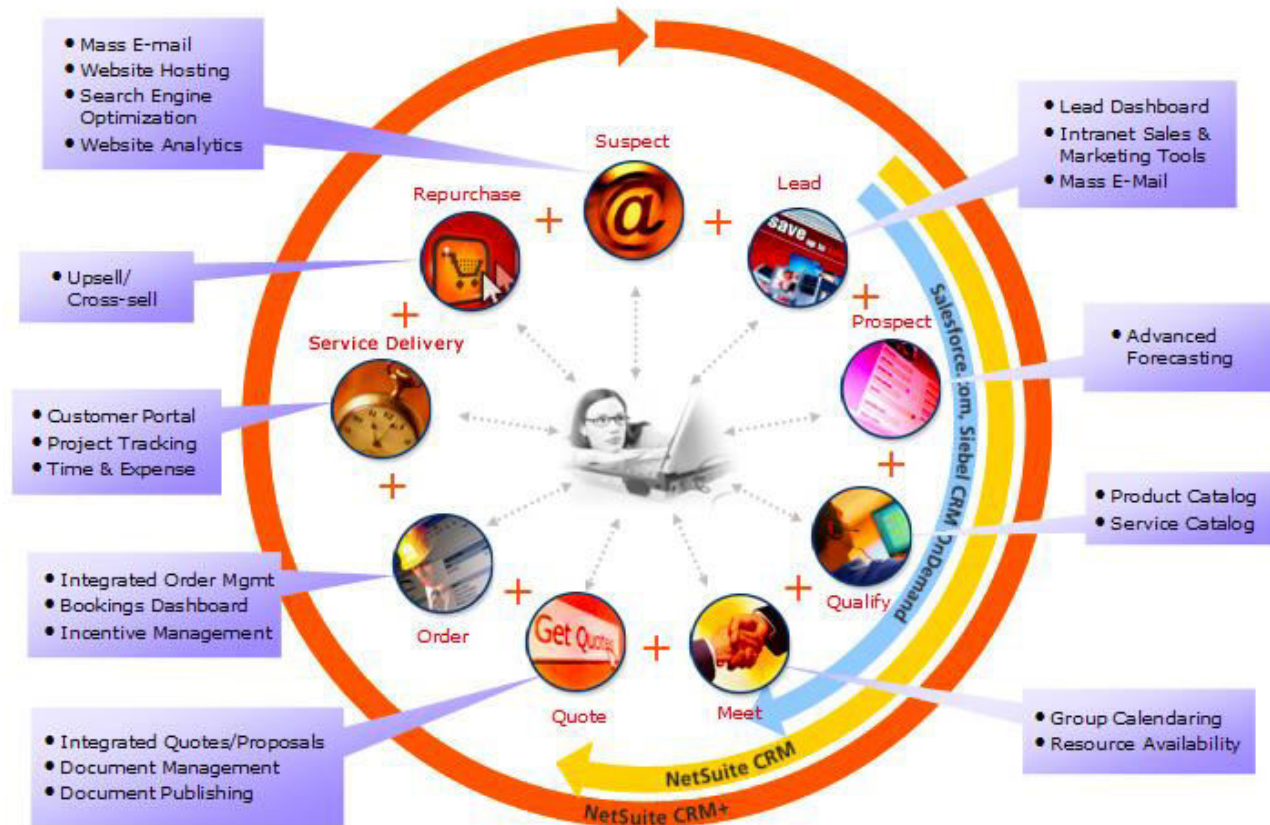 • Mass E-mail
• Website Hosting
• Search Engine
Optimization
• Website Analytics
Suspect
@
Lead
save
up to
• Lead Dashboard
• Intranet Sales &
Marketing Tools
• Mass E-Mail
Repurchase
• Upsell/
Cross-sell
Service Delivery
Prospect
• Advanced
Forecasting
• Customer Portal
• Project Tracking
• Time & Expense
Salesforce.com, Siebel CRM OnDemand
• Product Catalog
• Service Catalog
Qualify
• Integrated Order Mgmt
• Bookings Dashboard
• Incentive Management
Order
Get Quotes
Quote
Meet
• Group Calendaring
• Resource Availability
• Integrated Quotes/Proposals
• Document Management
• Document Publishing
NetSuite CRM
NetSuite CRM+